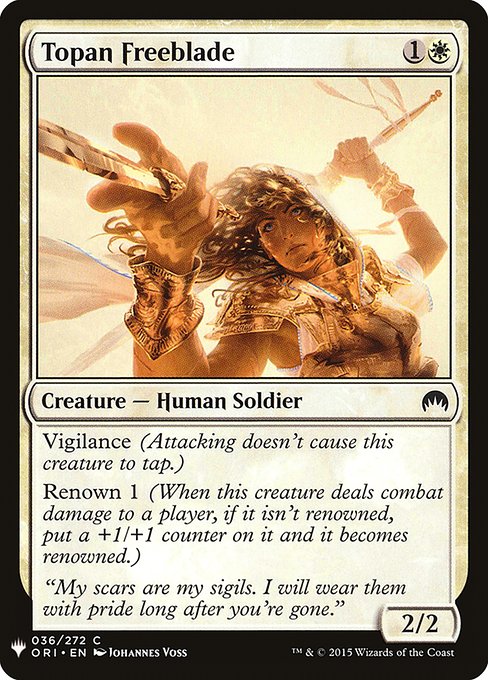 Topan Freeblade 1
Creature — Human Soldier
Vigilance (Attacking doesn't cause this
creature to tap.)
Renown 1 (When this creature deals combat
damage to a player, if it isn't renowned,
put a +1/+1 counter on it and it becomes
renowned.)
"My scars are my sigils. I will wear them
with pride long after you're gone."
2/2
036/272 C
ORI • EN Johannes Voss
™ & © 2015 Wizards of the Coast